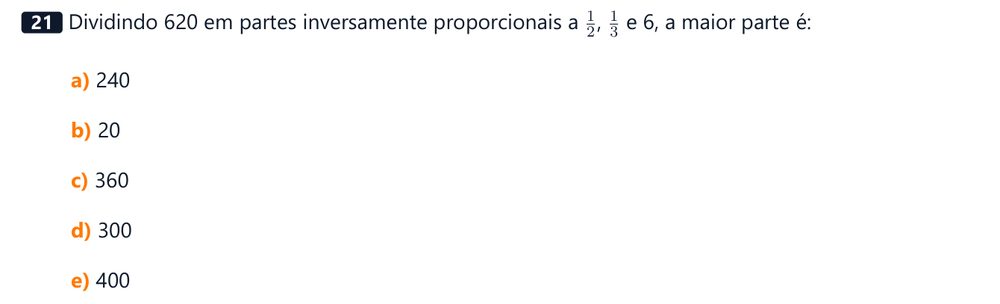 21 Dividindo 620 em partes inversamente proporcionais a 1/2, 1/3 e 6, a maior parte é:
a) 240
b) 20
c) 360
d) 300
e) 400